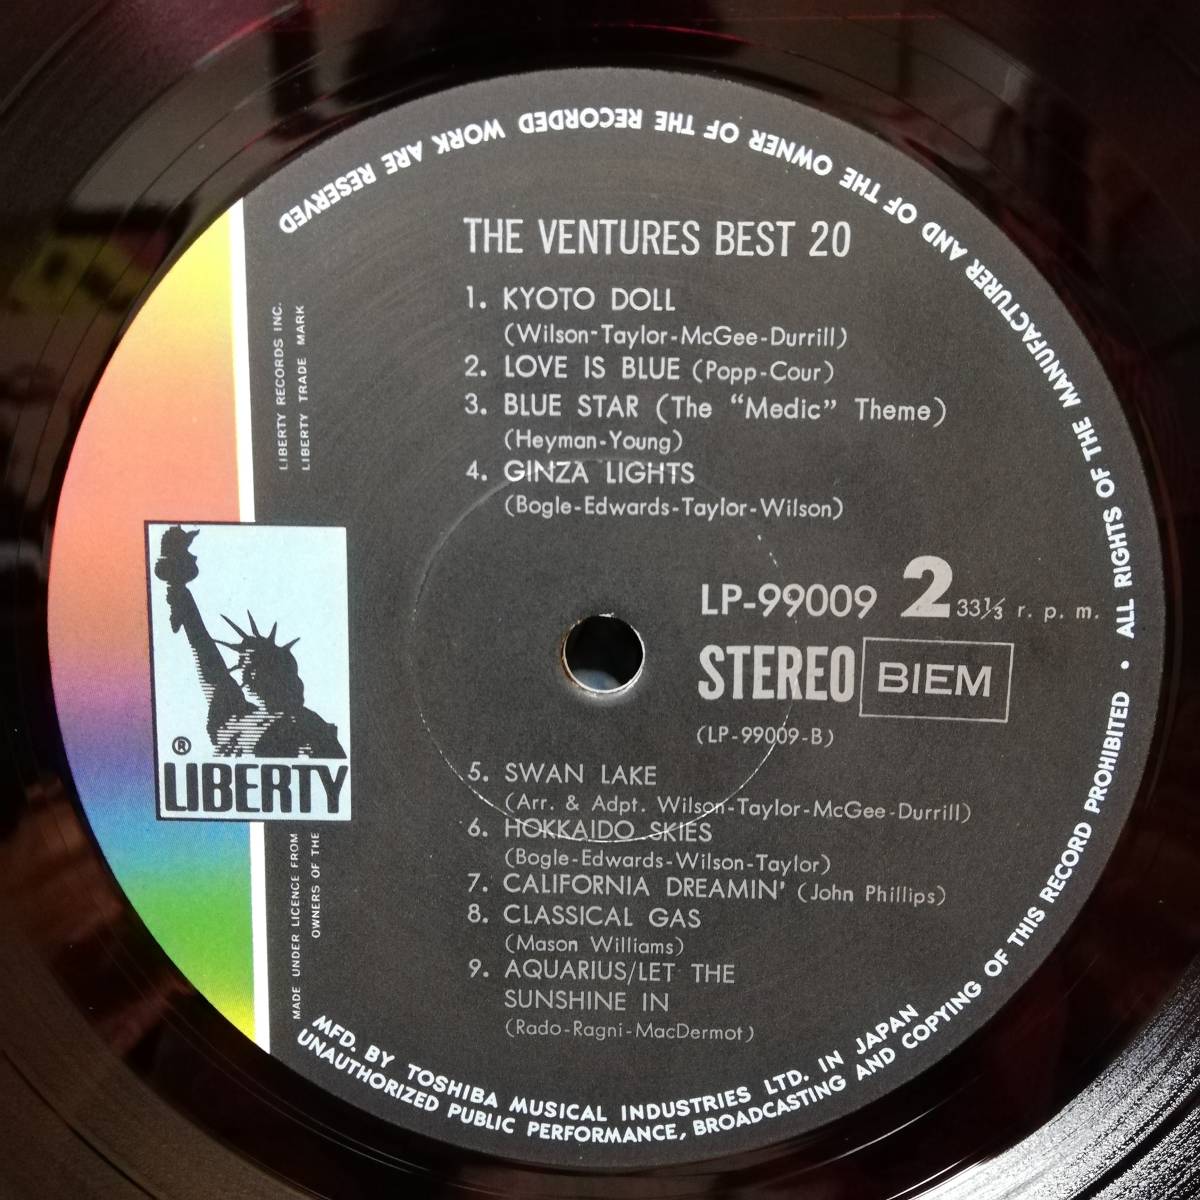 THE VENTURES BEST 20
1. KYOTO DOLL
(Wilson-Taylor-McGee-Durrill)
2. LOVE IS BLUE (Popp-Cour)
3. BLUE STAR (The “Medic” Theme)
(Heyman-Young)
4. GINZA LIGHTS
(Bogle-Edwards-Taylor-Wilson)
LP-99009 2 33⅓ r. p. m.
STEREO BIEM
(LP-99009-B)
5. SWAN LAKE
(Arr. & Adpt. Wilson-Taylor-McGee-Durrill)
6. HOKKAIDO SKIES
(Bogle-Edwards-Wilson-Taylor)
7. CALIFORNIA DREAMIN' (John Phillips)
8. CLASSICAL GAS
(Mason Williams)
9. AQUARIUS/LET THE
SUNSHINE IN
(Rado-Ragni-MacDermot)
®
LIBERTY
MADE UNDER LICENCE FROM
OWNERS OF THE
LIBERTY RECORDS INC.
LIBERTY TRADE MARK
MFD. BY TOSHIBA MUSICAL INDUSTRIES LTD. IN JAPAN
UNAUTHORIZED PUBLIC PERFORMANCE, BROADCASTING AND COPYING OF THIS RECORD PROHIBITED • ALL RIGHTS OF THE MANUFACTURER AND OF THE OWNER OF THE RECORDED WORK ARE RESERVED